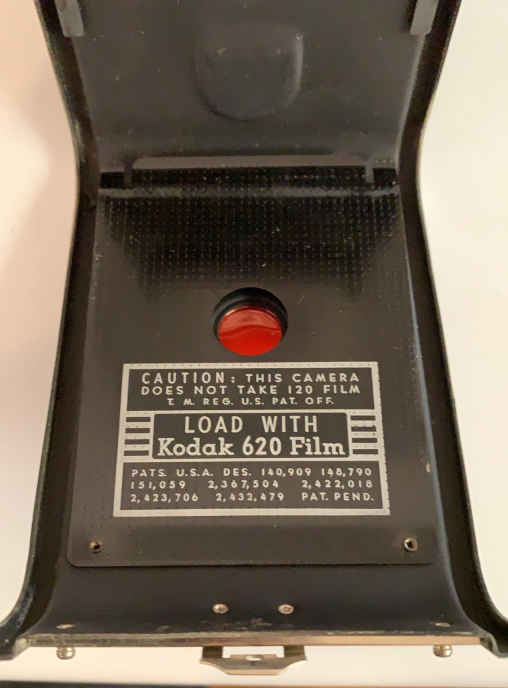 CAUTION: THIS CAMERA
DOES NOT TAKE 120 FILM
T. M. REG. U.S. PAT. OFF.
LOAD WITH
Kodak 620 Film
PATS. U.S.A. DES. 140,909 148,790
151,059 2,367,504 2,422,018
2,423,706 2,432,479 PAT. PEND.